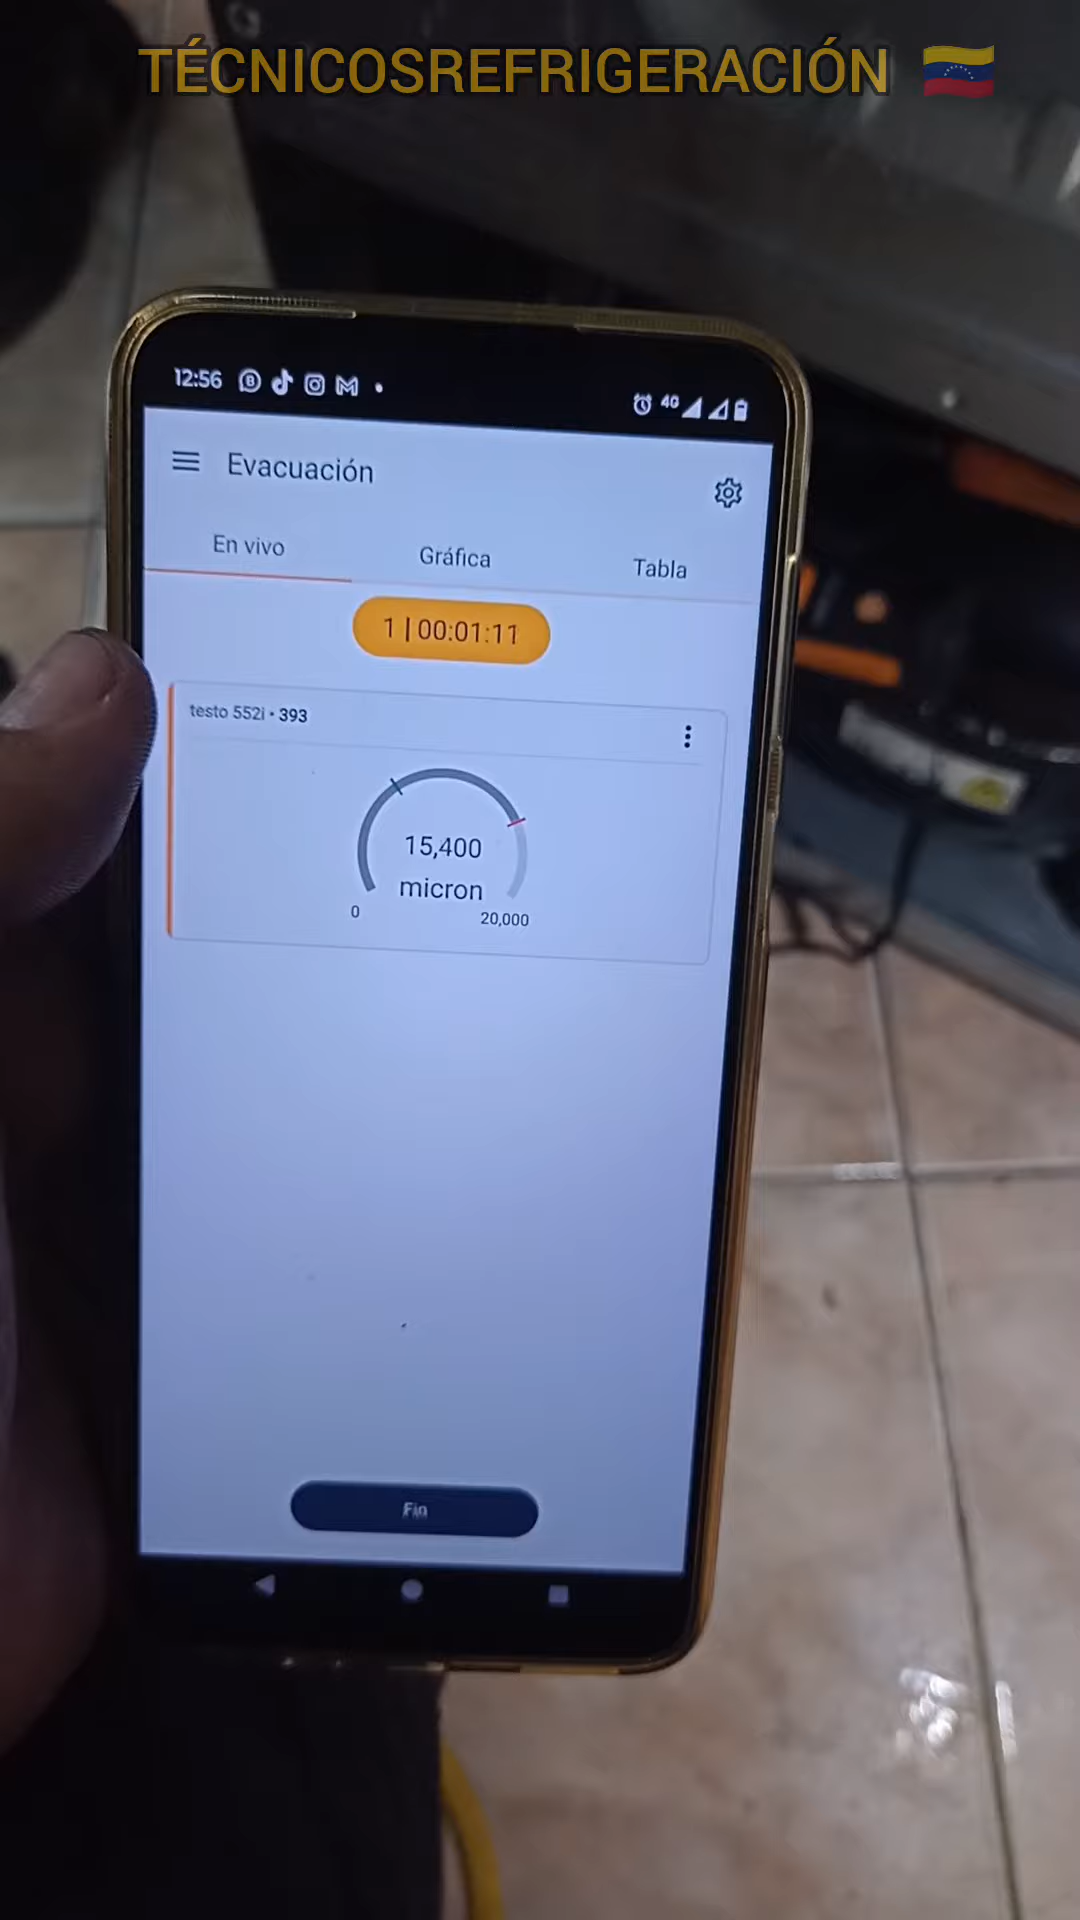 TÉCNICOSREFRIGERACIÓN
12:56
4G
Evacuación
En vivo
Gráfica
Tabla
1 | 00:01:11
testo 552i • 393
15,400
micron
0
20,000
Fin